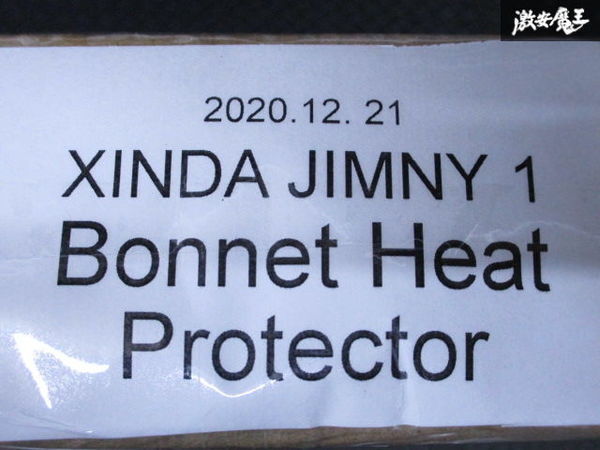 激安魔王
2020.12. 21
XINDA JIMNY 1
Bonnet Heat
Protector